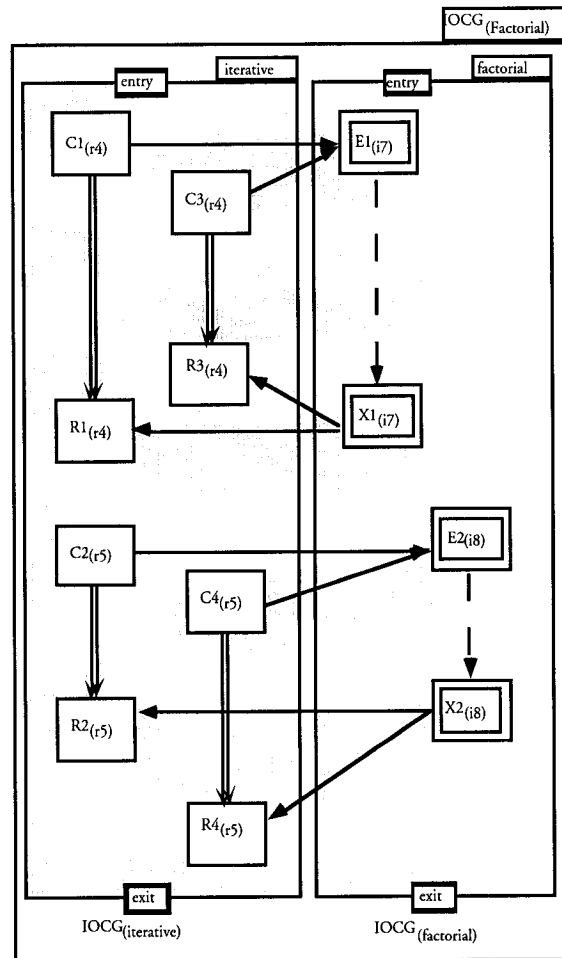 IOCG(Factorial)
iterative
factorial
entry
entry
C1(r4)
E1(i7)
C3(r4)
R3(r4)
R1(r4)
X1(i7)
C2(r5)
E2(i8)
C4(r5)
R2(r5)
X2(i8)
R4(r5)
exit
exit
IOCG(iterative)
IOCG(factorial)